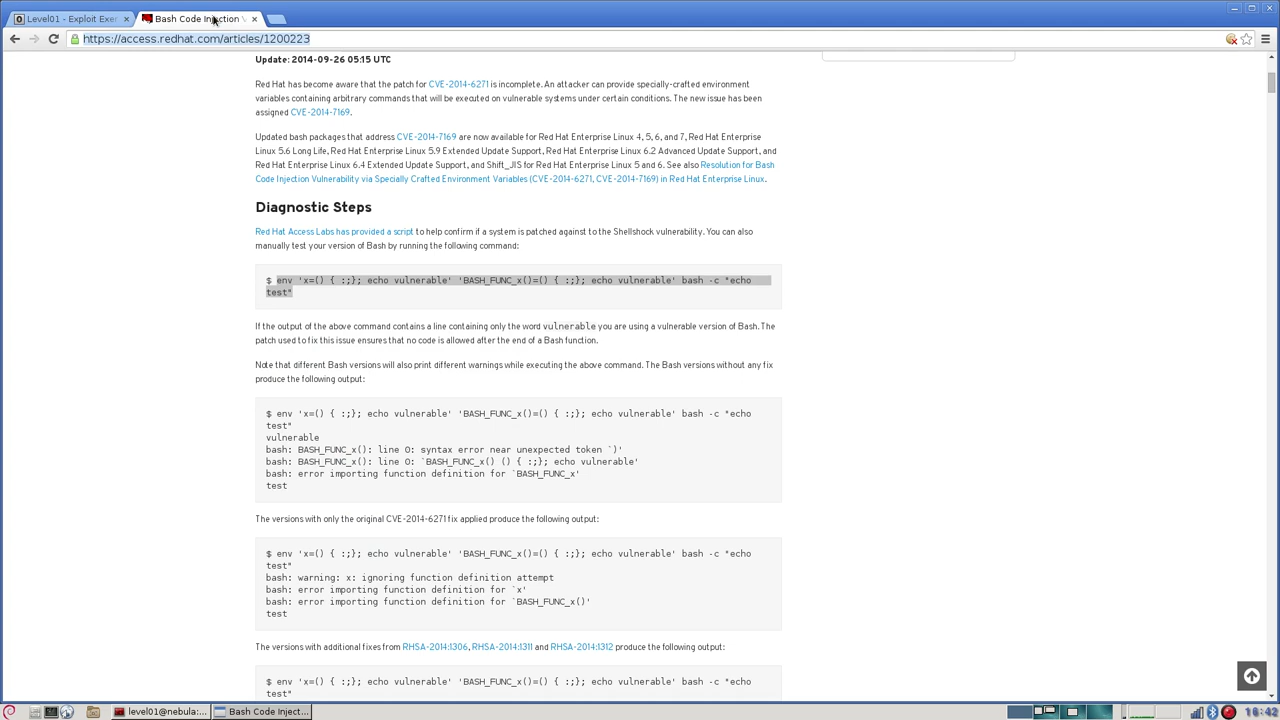 Level01 - Exploit Exer
Bash Code Injection V
https://access.redhat.com/articles/1200223
Update: 2014-09-26 05:15 UTC
Red Hat has become aware that the patch for CVE-2014-6271 is incomplete. An attacker can provide specially-crafted environment
variables containing arbitrary commands that will be executed on vulnerable systems under certain conditions. The new issue has been
assigned CVE-2014-7169.
Updated bash packages that address CVE-2014-7169 are now available for Red Hat Enterprise Linux 4, 5, 6, and 7, Red Hat Enterprise
Linux 5.6 Long Life, Red Hat Enterprise Linux 5.9 Extended Update Support, Red Hat Enterprise Linux 6.2 Advanced Update Support, and
Red Hat Enterprise Linux 6.4 Extended Update Support, and Shift_JIS for Red Hat Enterprise Linux 5 and 6. See also Resolution for Bash
Code Injection Vulnerability via Specially Crafted Environment Variables (CVE-2014-6271, CVE-2014-7169) in Red Hat Enterprise Linux.
Diagnostic Steps
Red Hat Access Labs has provided a script to help confirm if a system is patched against to the Shellshock vulnerability. You can also
manually test your version of Bash by running the following command:
$ env 'x=() { :;}; echo vulnerable' 'BASH_FUNC_x()=() { :;}; echo vulnerable' bash -c "echo
test"
If the output of the above command contains a line containing only the word vulnerable you are using a vulnerable version of Bash. The
patch used to fix this issue ensures that no code is allowed after the end of a Bash function.
Note that different Bash versions will also print different warnings while executing the above command. The Bash versions without any fix
produce the following output:
$ env 'x=() { :;}; echo vulnerable' 'BASH_FUNC_x()=() { :;}; echo vulnerable' bash -c "echo
test"
vulnerable
bash: BASH_FUNC_x(): line 0: syntax error near unexpected token `)'
bash: BASH_FUNC_x(): line 0: `BASH_FUNC_x() () { :;}; echo vulnerable'
bash: error importing function definition for `BASH_FUNC_x'
test
The versions with only the original CVE-2014-6271 fix applied produce the following output:
$ env 'x=() { :;}; echo vulnerable' 'BASH_FUNC_x()=() { :;}; echo vulnerable' bash -c "echo
test"
bash: warning: x: ignoring function definition attempt
bash: error importing function definition for `x'
bash: error importing function definition for `BASH_FUNC_x()'
test
The versions with additional fixes from RHSA-2014:1306, RHSA-2014:1311 and RHSA-2014:1312 produce the following output:
$ env 'x=() { :;}; echo vulnerable' 'BASH_FUNC_x()=() { :;}; echo vulnerable' bash -c "echo
test"
level01@nebula:...
Bash Code Inject...
16:42